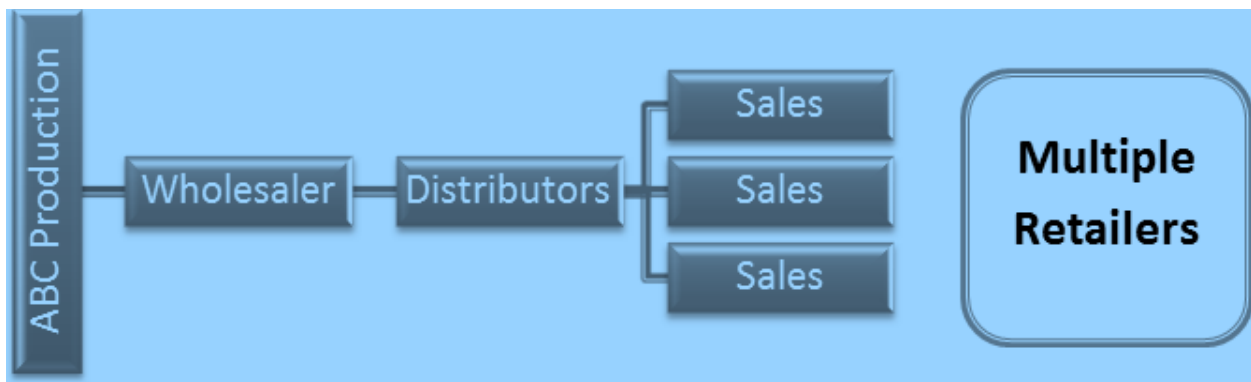 ABC Production
Wholesaler
Distributors
Sales
Sales
Sales
Multiple
Retailers